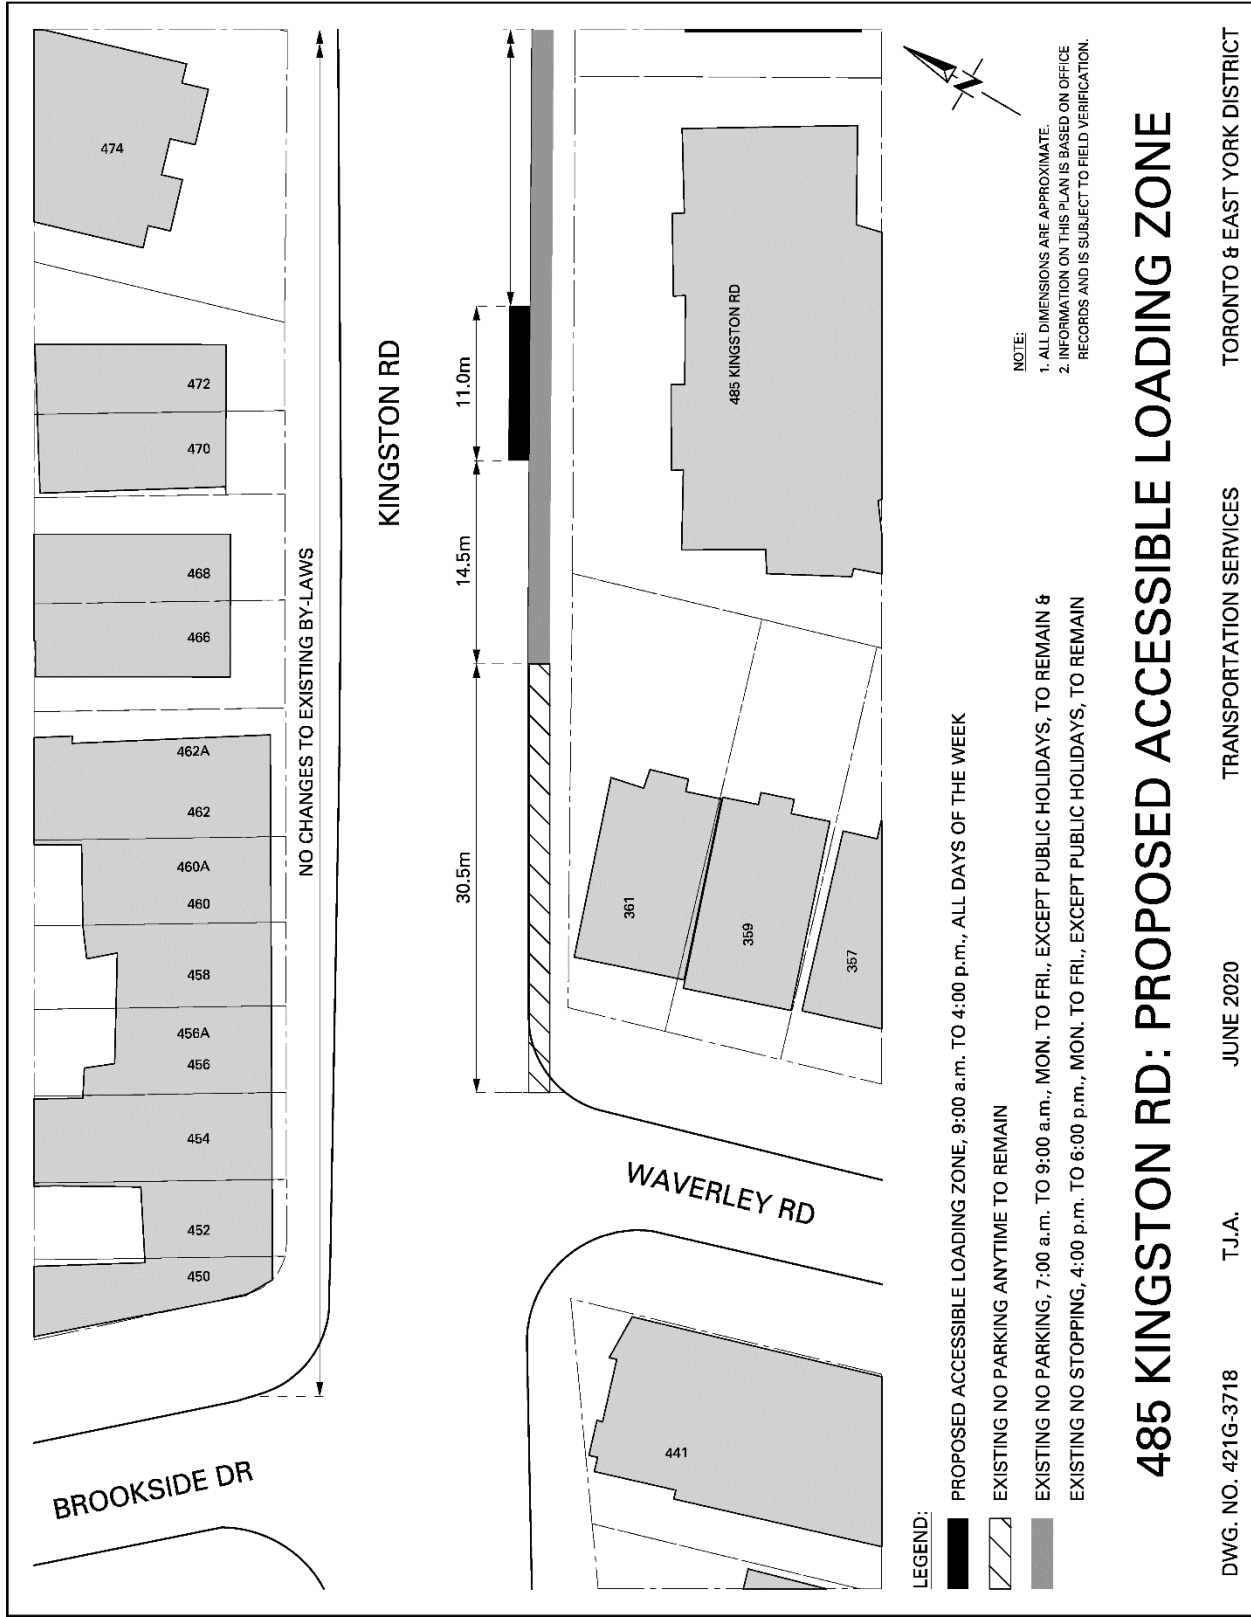 BROOKSIDE DR
450
452
454
456
456A
458
460
460A
462
462A
466
468
470
472
474
NO CHANGES TO EXISTING BY-LAWS
KINGSTON RD
30.5m
14.5m
11.0m
WAVERLEY RD
441
361
359
357
485 KINGSTON RD
N
LEGEND:
PROPOSED ACCESSIBLE LOADING ZONE, 9:00 a.m. TO 4:00 p.m., ALL DAYS OF THE WEEK
EXISTING NO PARKING ANYTIME TO REMAIN
EXISTING NO PARKING, 7:00 a.m. TO 9:00 a.m., MON. TO FRI., EXCEPT PUBLIC HOLIDAYS, TO REMAIN &
EXISTING NO STOPPING, 4:00 p.m. TO 6:00 p.m., MON. TO FRI., EXCEPT PUBLIC HOLIDAYS, TO REMAIN
NOTE:
1. ALL DIMENSIONS ARE APPROXIMATE.
2. INFORMATION ON THIS PLAN IS BASED ON OFFICE
RECORDS AND IS SUBJECT TO FIELD VERIFICATION.
485 KINGSTON RD: PROPOSED ACCESSIBLE LOADING ZONE
DWG. NO. 421G-3718 T.J.A. JUNE 2020 TRANSPORTATION SERVICES TORONTO & EAST YORK DISTRICT